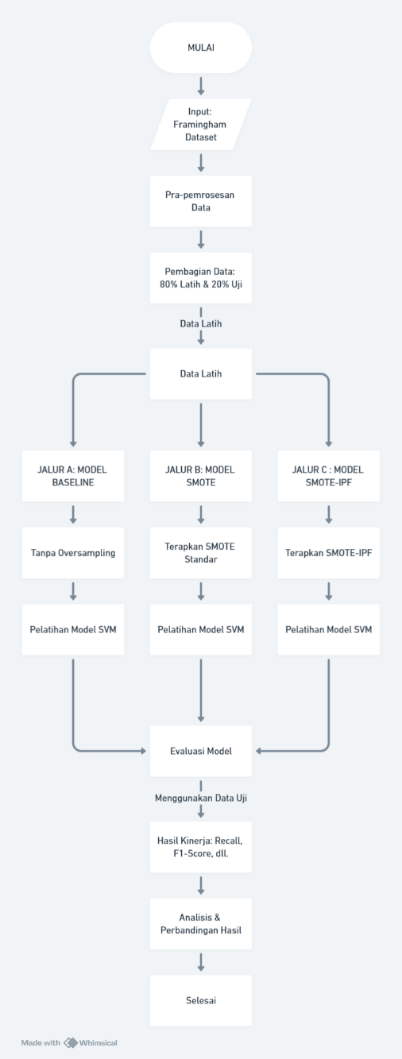 MULAI
Input:
Framingham
Dataset
Pra-pemrosesan
Data
Pembagian Data:
80% Latih & 20% Uji
Data Latih
Data Latih
JALUR A: MODEL
BASELINE
JALUR B: MODEL
SMOTE
JALUR C : MODEL
SMOTE-IPF
Tanpa Oversampling
Terapkan SMOTE
Standar
Terapkan SMOTE-IPF
Pelatihan Model SVM
Pelatihan Model SVM
Pelatihan Model SVM
Evaluasi Model
Menggunakan Data Uji
Hasil Kinerja: Recall,
F1-Score, dll.
Analisis &
Perbandingan Hasil
Selesai
Made with Whimsical